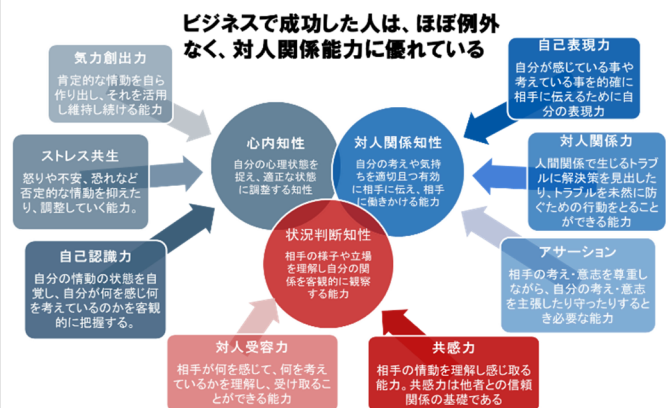 ビジネスで成功した人は、ほぼ例外
なく、対人関係能力に優れている
気力創出力
肯定的な情動を自ら
作り出し、それを活用
し維持し続ける能力
ストレス共生
怒りや不安、恐れなど
否定的な情動を抑えた
り、調整していく能力。
自己認識力
自分の情動の状態を自
覚し、自分が何を感じ何
を考えているのかを客観
的に把握する。
心内知性
自分の心理状態を
捉え、適正な状態
に調整する知性
対人関係知性
自分の考えや気持
ちを適切且つ有効
に相手に伝え、相手
に働きかける能力
状況判断知性
相手の様子や立場
を理解し自分の関
係を客観的に観察
する能力
自己表現力
自分が感じている事や
考えている事を的確に
相手に伝えるために自
分の表現力
対人関係力
人間関係で生じるトラブ
ルに解決策を見出した
り、トラブルを未然に防
ぐための行動をとること
ができる能力
アサーション
相手の考え・意志を尊重し
ながら、自分の考え・意志
を主張したり守ったりすると
き必要な能力
対人受容力
相手が何を感じて、何を考え
ているかを理解し、受け取るこ
とができる能力
共感力
相手の情動を理解し感じ取る
能力。共感力は他者との信頼
関係の基礎である